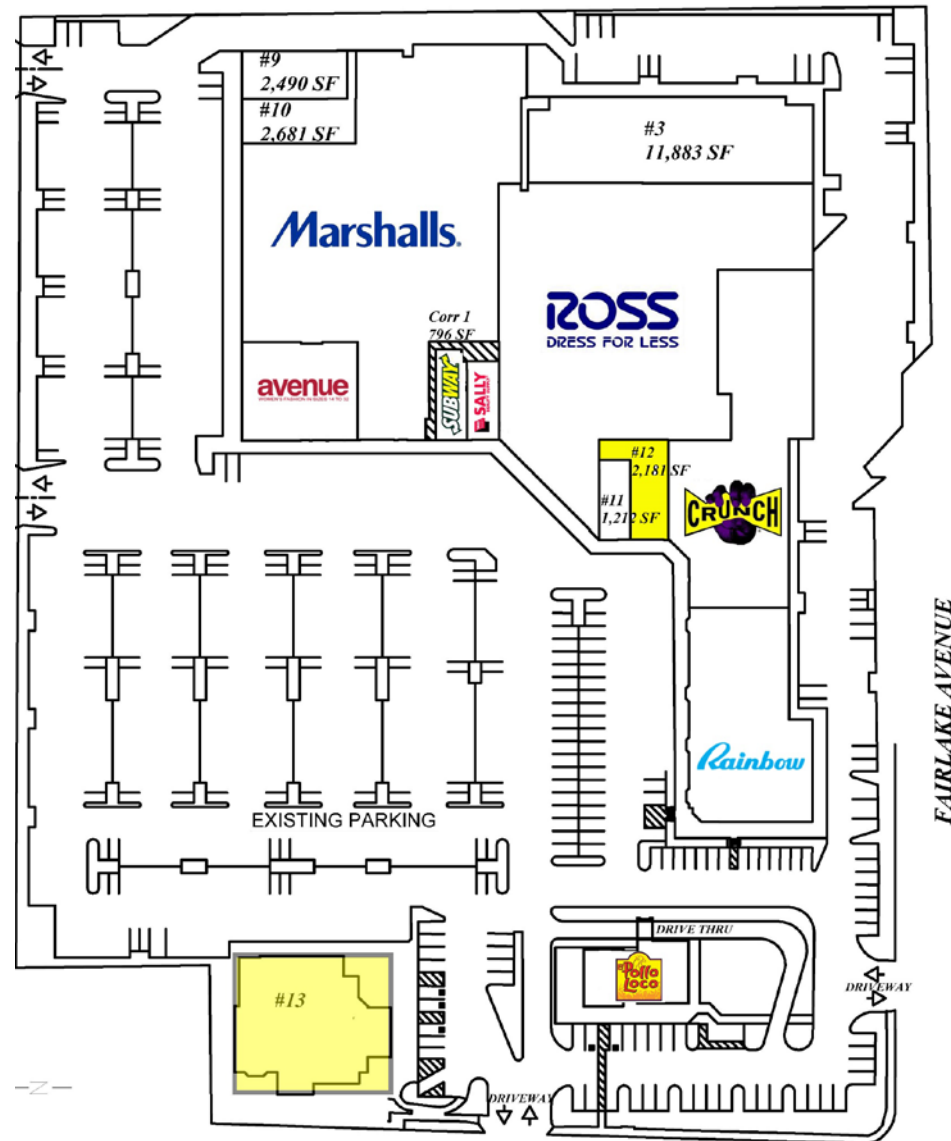 #9
2,490 SF
#10
2,681 SF
#3
11,883 SF
Marshalls.
ROSS
DRESS FOR LESS
Corr 1
796 SF
avenue
SUBWAY
SALLY
#12
2,181 SF
#11
1,212 SF
CRUNCH
FAIRLAKE AVENUE
Rainbow
EXISTING PARKING
DRIVE THRU
El Pollo
Loco
#13
DRIVEWAY
N
DRIVEWAY